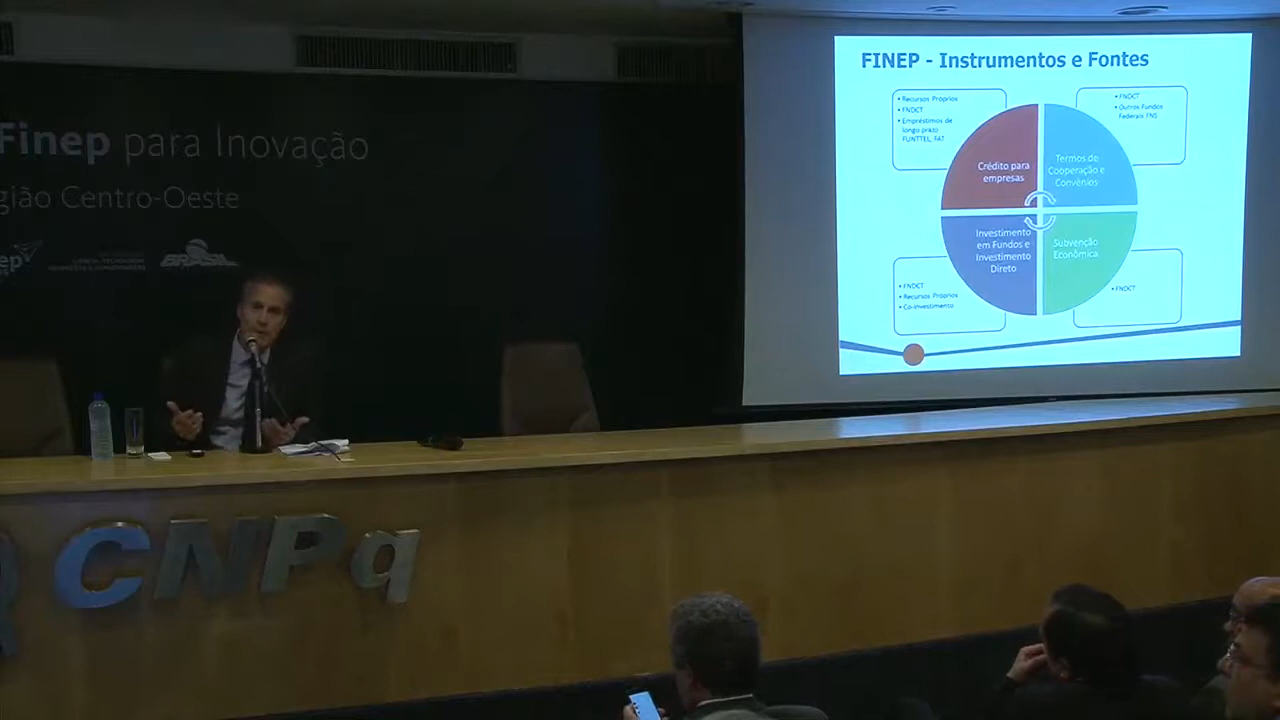 Finep para Inovação
gião Centro-Oeste
ep
BRASIL
FINEP - Instrumentos e Fontes
• Recursos Próprios
• FNDCT
• Empréstimos de
longo prazo
FUNTTEL, FAT
• FNDCT
• Outros Fundos
Federais FNS
Crédito para
empresas
Termos de
Cooperação e
Convênios
Investimento
em Fundos e
Investimento
Direto
Subvenção
Econômica
• FNDCT
• Recursos Próprios
• Co-investimento
• FNDCT
q CNPq